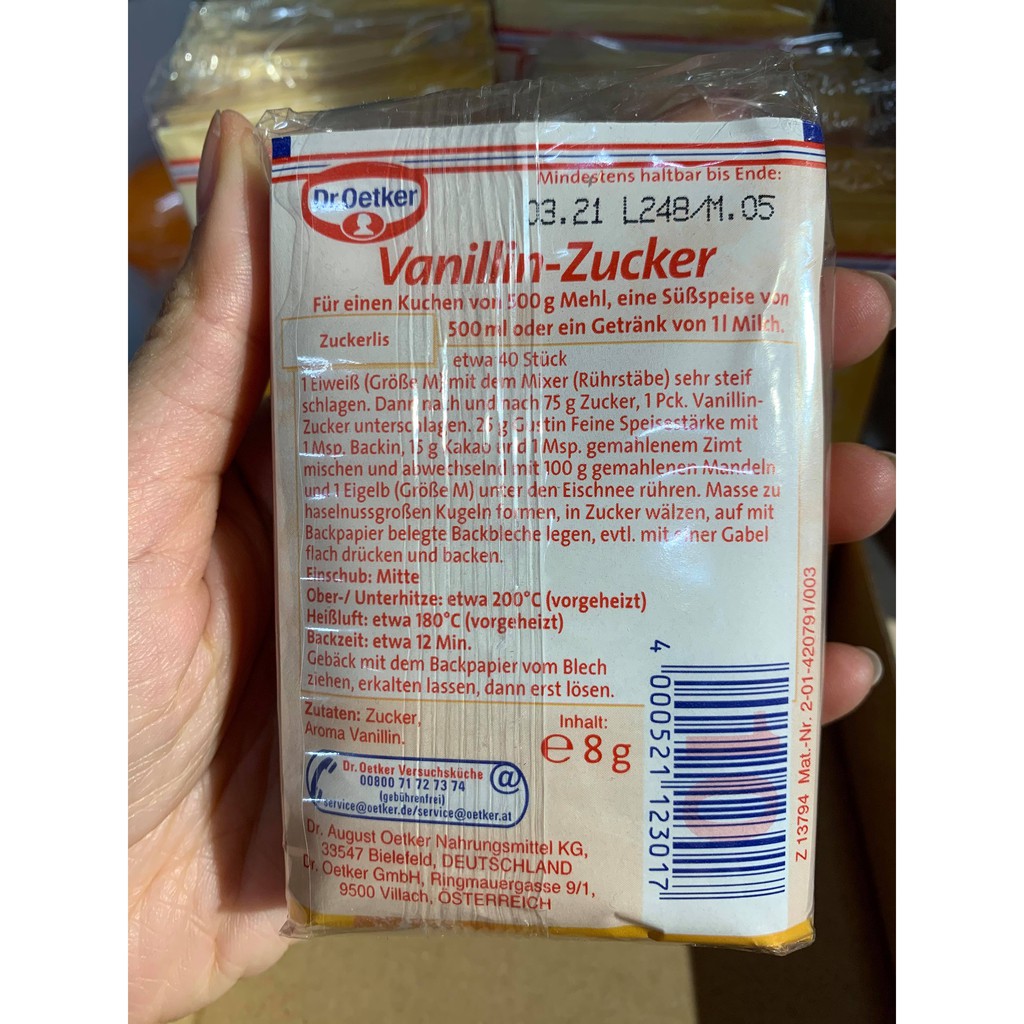 Dr.Oetker
Mindestens haltbar bis Ende:
03.21 L248/M.05
Vanillin-Zucker
Für einen Kuchen von 500 g Mehl, eine Süßspeise von
500 ml oder ein Getränk von 1 l Milch.
Zuckerlis
etwa 40 Stück
1 Eiweiß (Größe M) mit dem Mixer (Rührstäbe) sehr steif
schlagen. Dann nach und nach 75 g Zucker, 1 Pck. Vanillin-
Zucker unterschlagen. 25 g Gustin Feine Speisestärke mit
1 Msp. Backin, 15 g Kakao und 1 Msp. gemahlenem Zimt
mischen und abwechselnd mit 100 g gemahlenen Mandeln
und 1 Eigelb (Größe M) unter den Eischnee rühren. Masse zu
haselnussgroßen Kugeln formen, in Zucker wälzen, auf mit
Backpapier belegte Backbleche legen, evtl. mit einer Gabel
flach drücken und backen.
Einschub: Mitte
Ober-/ Unterhitze: etwa 200°C (vorgeheizt)
Heißluft: etwa 180°C (vorgeheizt)
Backzeit: etwa 12 Min.
Gebäck mit dem Backpapier vom Blech
ziehen, erkalten lassen, dann erst lösen.
Zutaten: Zucker,
Aroma Vanillin.
Inhalt:
e 8 g
Dr. Oetker Versuchsküche @
00800 71 72 73 74
(gebührenfrei)
service@oetker.de/service@oetker.at
Dr. August Oetker Nahrungsmittel KG,
33547 Bielefeld, DEUTSCHLAND
Dr. Oetker GmbH, Ringmauergasse 9/1,
9500 Villach, ÖSTERREICH
4 000521 123017
10
Z 13794 Mat.-Nr. 2-01-420791/003